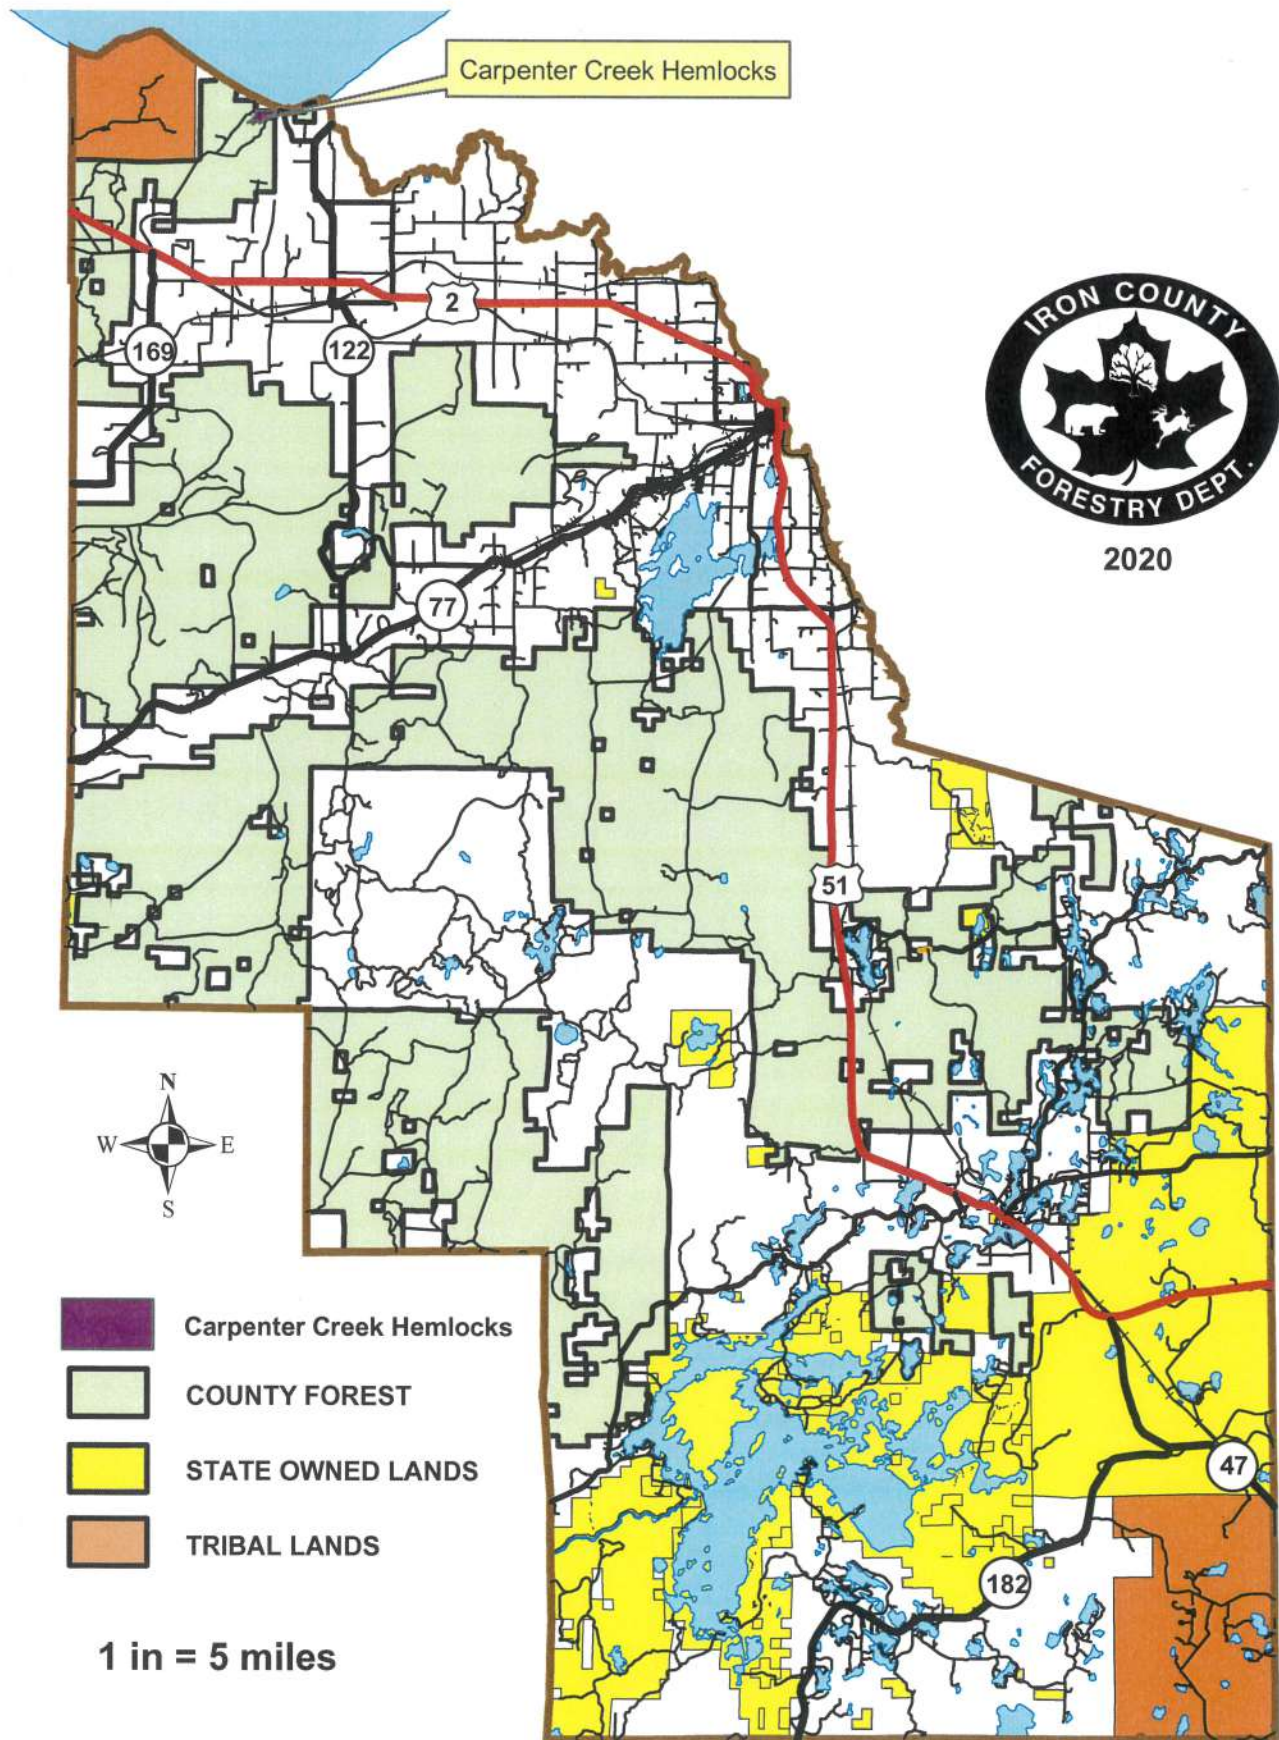 Carpenter Creek Hemlocks
IRON COUNTY
FORESTRY DEPT.
2020
2
169
122
77
51
N
W E
S
Carpenter Creek Hemlocks
COUNTY FOREST
STATE OWNED LANDS
TRIBAL LANDS
47
182
1 in = 5 miles